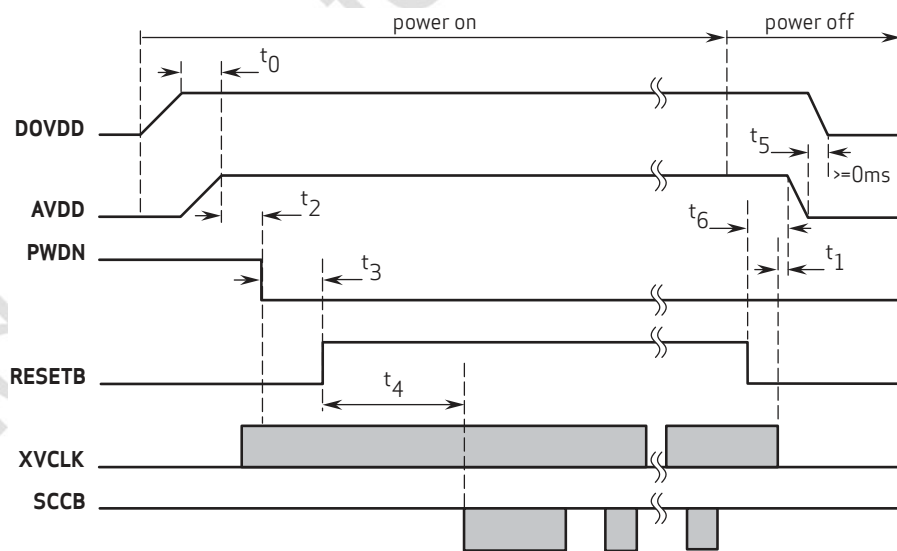 power on
power off
t0
DOVDD
t5
>=0ms
AVDD
t2
t6
PWDN
t3
t1
RESETB
t4
XVCLK
SCCB